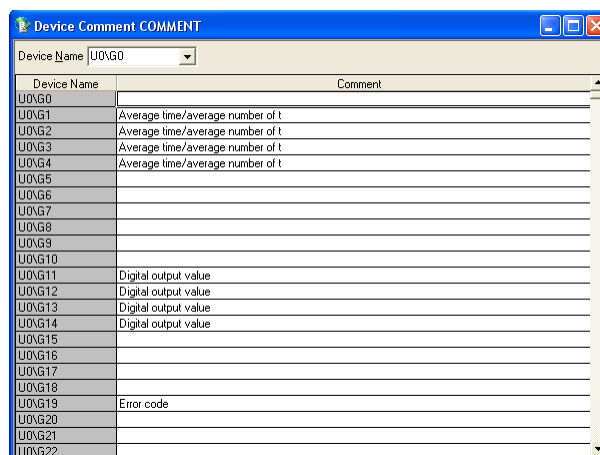 Device Comment COMMENT
Device Name U0\G0
Device Name Comment
U0\G0
U0\G1 Average time/average number of t
U0\G2 Average time/average number of t
U0\G3 Average time/average number of t
U0\G4 Average time/average number of t
U0\G5
U0\G6
U0\G7
U0\G8
U0\G9
U0\G10
U0\G11 Digital output value
U0\G12 Digital output value
U0\G13 Digital output value
U0\G14 Digital output value
U0\G15
U0\G16
U0\G17
U0\G18
U0\G19 Error code
U0\G20
U0\G21
U0\G22